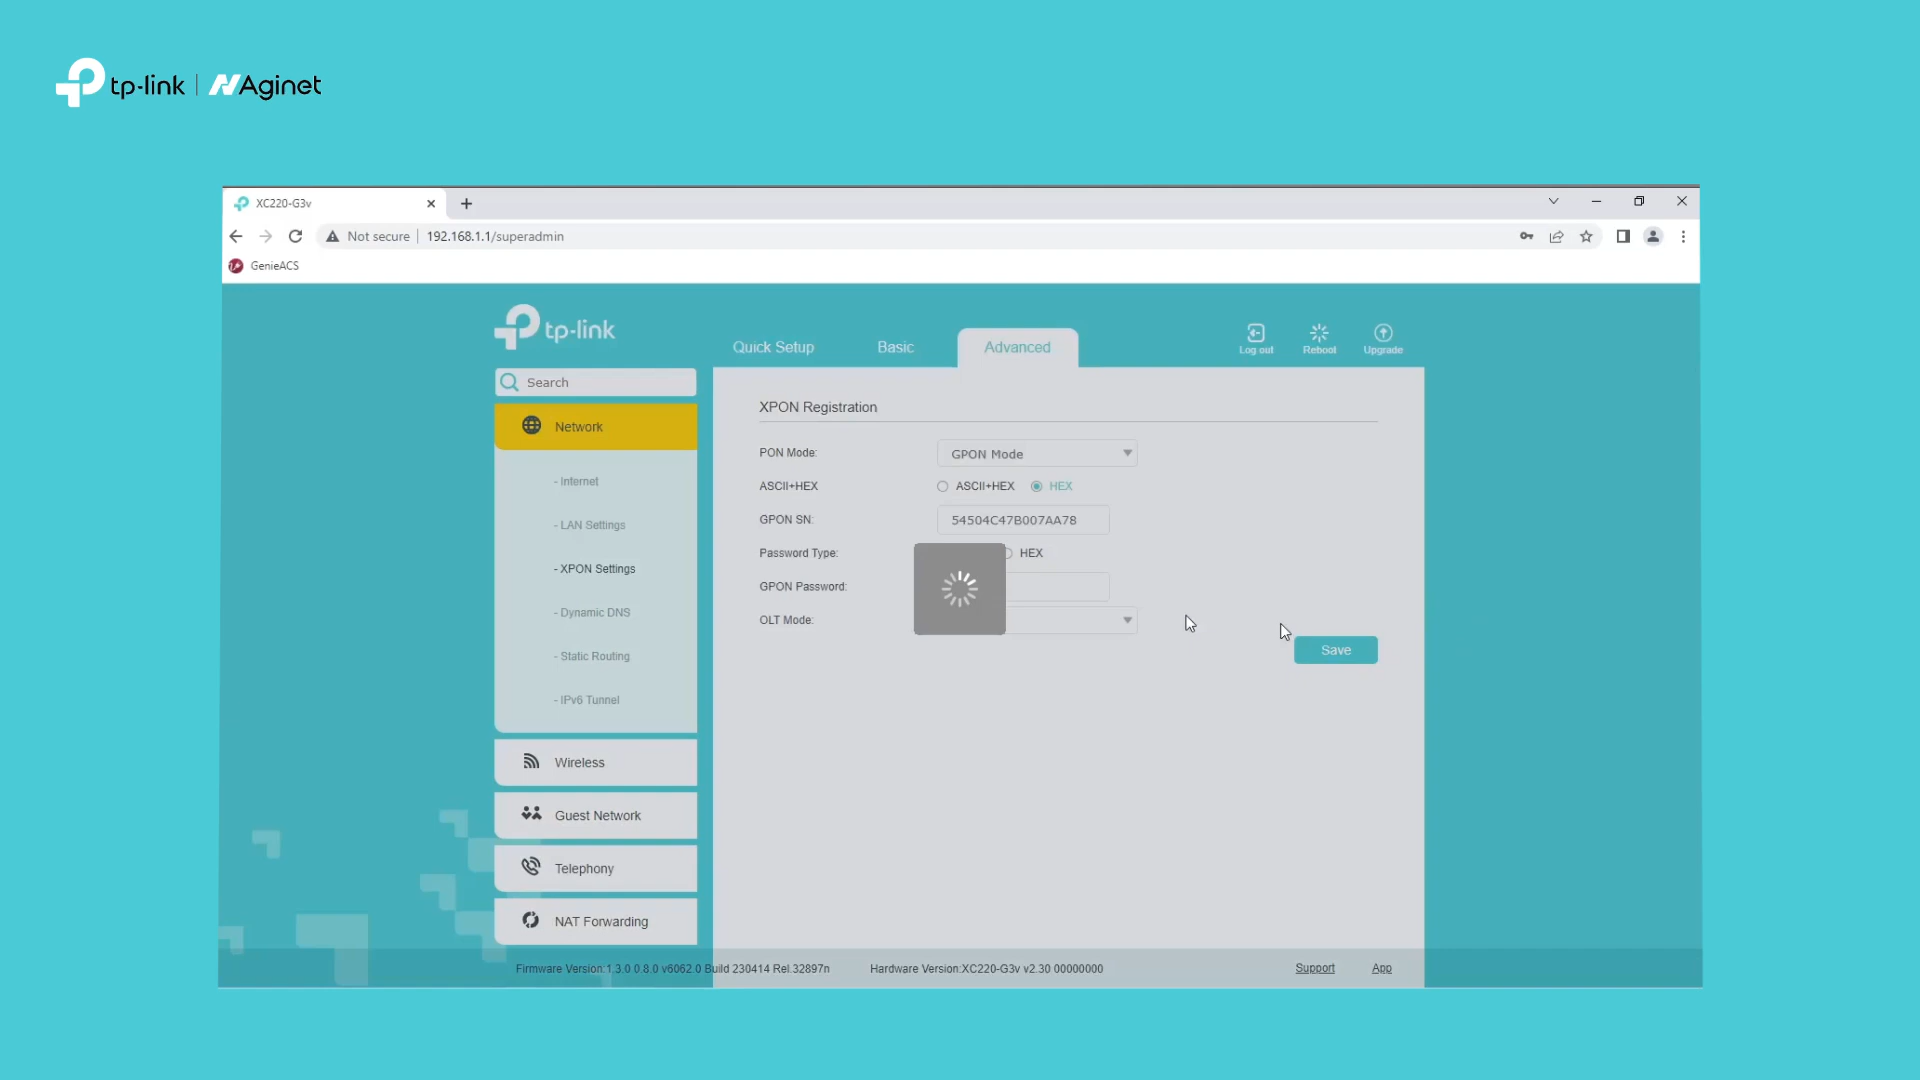 tp-link | Aginet
XC220-G3v
Not secure 192.168.1.1/superadmin
GenieACS
tp-link
Quick Setup Basic Advanced Log out Reboot Upgrade
Search
Network
- Internet
- LAN Settings
- XPON Settings
- Dynamic DNS
- Static Routing
- IPv6 Tunnel
Wireless
Guest Network
Telephony
NAT Forwarding
XPON Registration
PON Mode: GPON Mode
ASCII+HEX ASCII+HEX HEX
GPON SN: 54504C47B007AA78
Password Type: HEX
GPON Password:
OLT Mode:
Save
Firmware Version:1.3.0 0.8.0 v6062.0 Build 230414 Rel.32897n Hardware Version:XC220-G3v v2.30 00000000 Support App